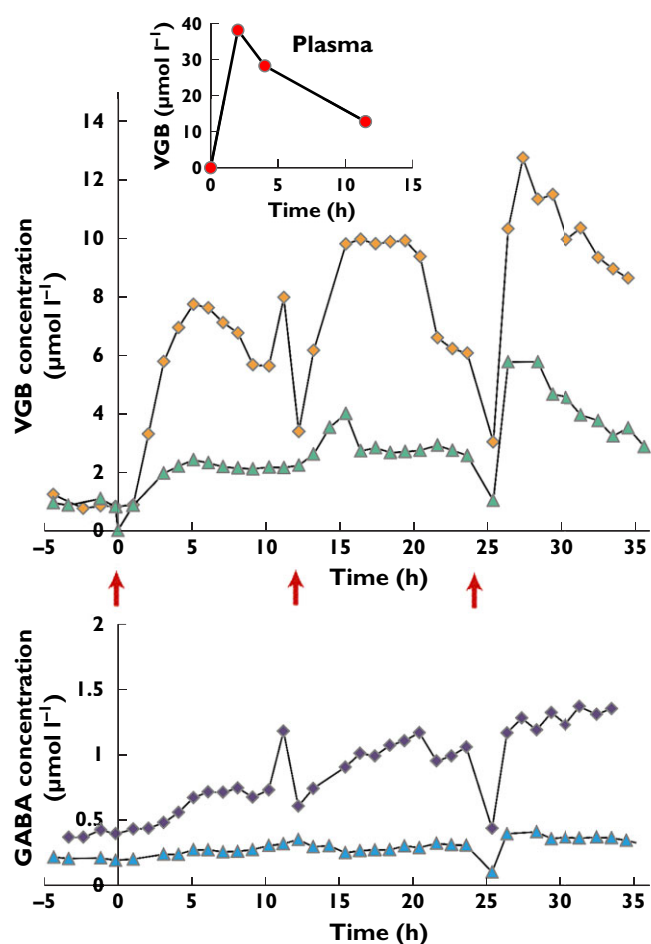 40
30
20
10
0
VGB (µmol l⁻¹)
Plasma
0 5 10 15
Time (h)
14
12
10
8
6
4
2
0
VGB concentration
(µmol l⁻¹)
−5 0 5 10 15 20 25 30 35
Time (h)
2
1.5
1
0.5
0
GABA concentration
(µmol l⁻¹)
−5 0 5 10 15 20 25 30 35
Time (h)